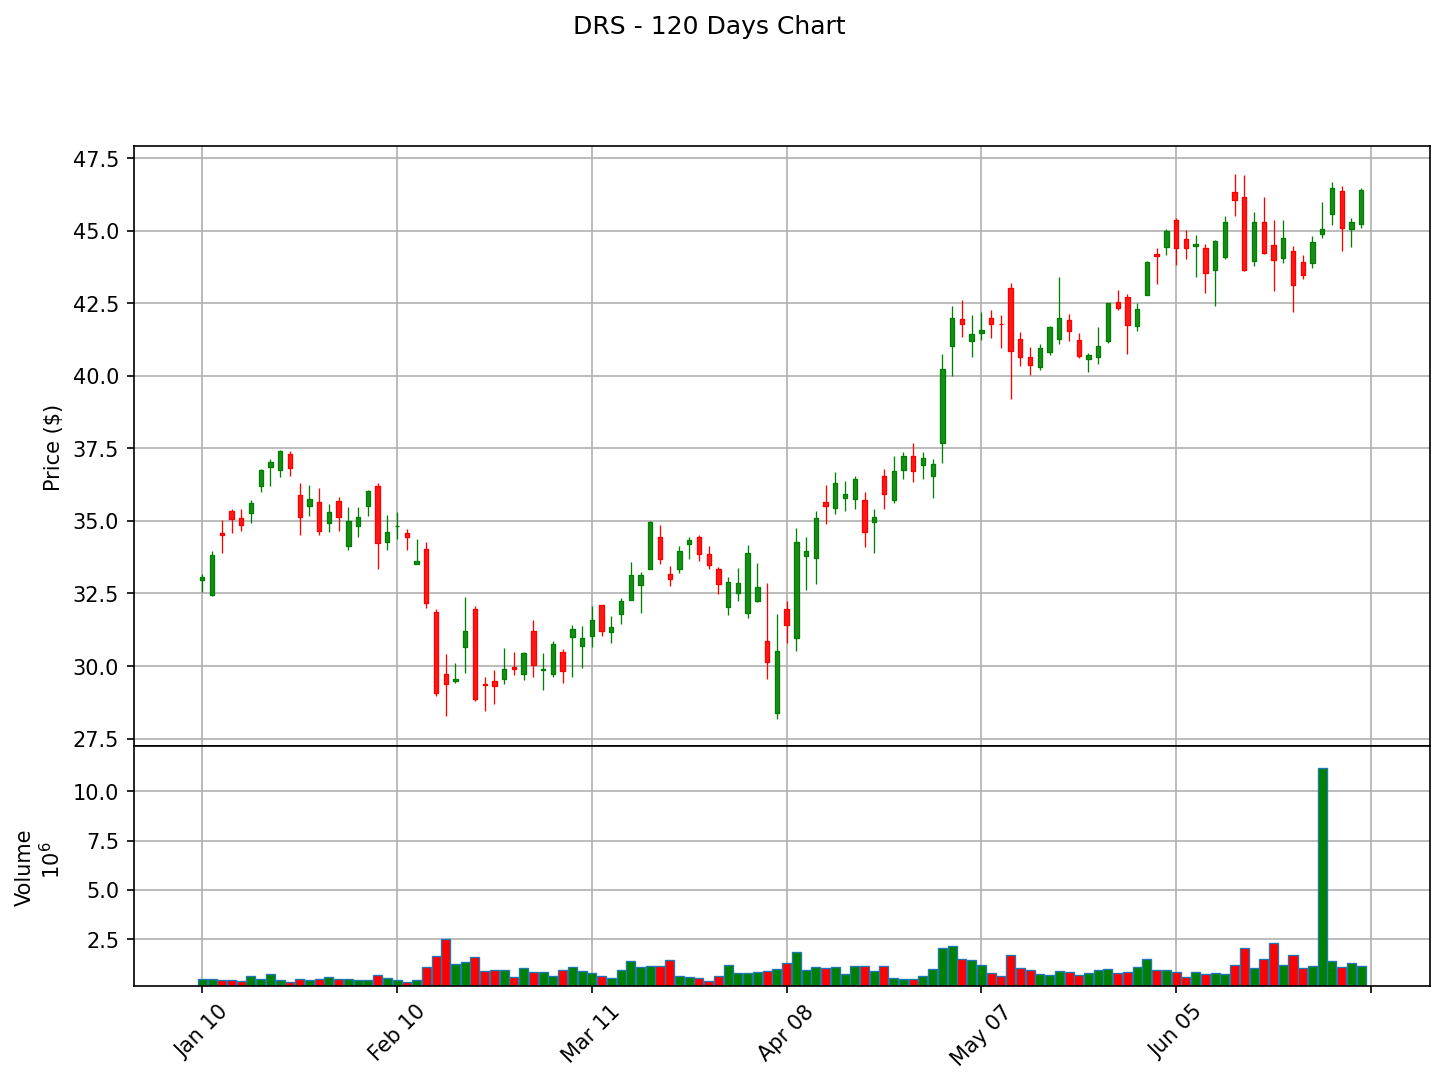 DRS - 120 Days Chart
Price ($)
47.5
45.0
42.5
40.0
37.5
35.0
32.5
30.0
27.5
Volume
10⁶
10.0
7.5
5.0
2.5
Jan 10
Feb 10
Mar 11
Apr 08
May 07
Jun 05